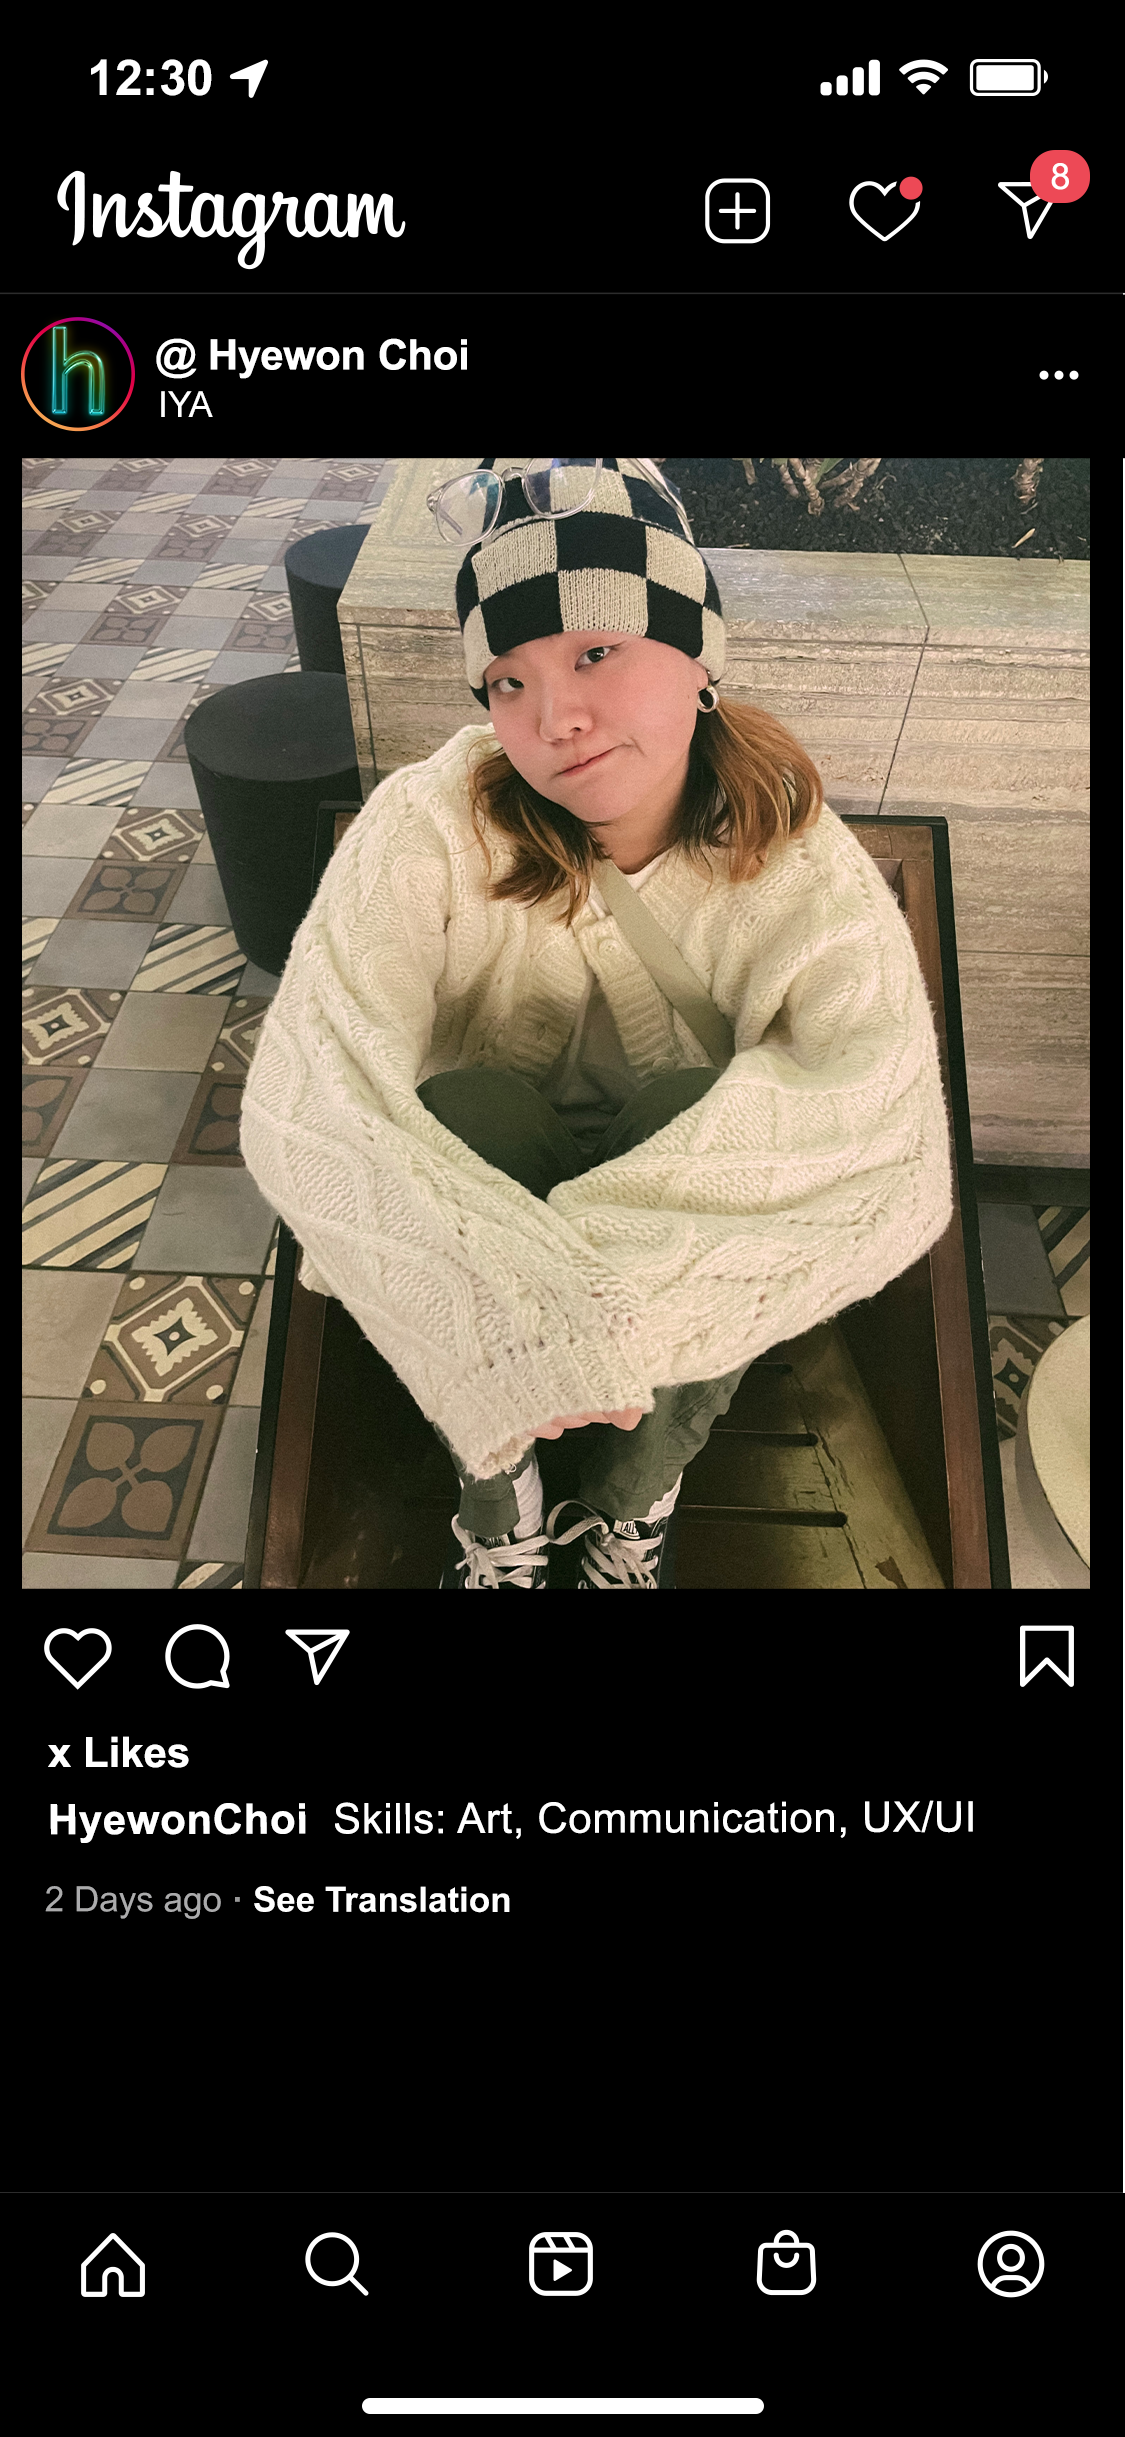 12:30
Instagram
8
h
@ Hyewon Choi
IYA
x Likes
HyewonChoi Skills: Art, Communication, UX/UI
2 Days ago · See Translation